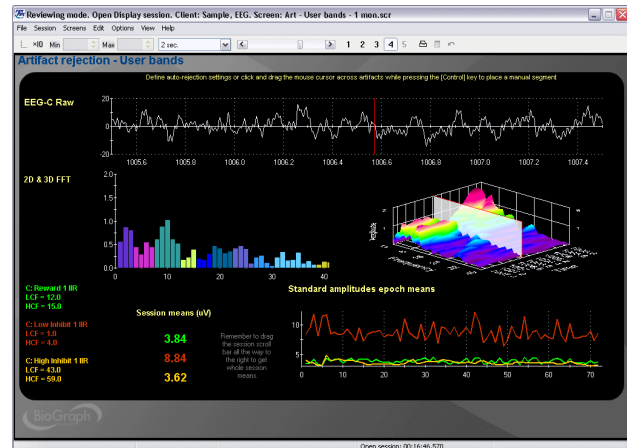 Reviewing mode. Open Display session. Client: Sample, EEG. Screen: Art - User bands - 1 mon.scr
File Session Screens Edit Options View Help
×10 Min Max 2 sec. 1 2 3 4 5
Artifact rejection - User bands
Define auto-rejection settings or click and drag the mouse cursor across artifacts while pressing the [Control] key to place a manual segment
EEG-C Raw
20
0
-20
1005.6 1005.8 1006.0 1006.2 1006.4 1006.6 1006.8 1007.0 1007.2 1007.4
2D & 3D FFT
2.0
1.5
1.0
0.5
0.0
0 10 20 30 40
Amplitude
Frequency
Time
C: Reward 1 IIR
LCF = 12.0
HCF = 15.0
C: Low Inhibit 1 IIR
LCF = 1.0
HCF = 4.0
C: High Inhibit 1 IIR
LCF = 43.0
HCF = 59.0
Session means (uV)
3.84
8.84
3.62
Remember to drag
the session scroll
bar all the way to
the right to get
whole session
means.
Standard amplitudes epoch means
10
5
0 10 20 30 40 50 60 70
BioGraph
Open session: 00:16:46.570